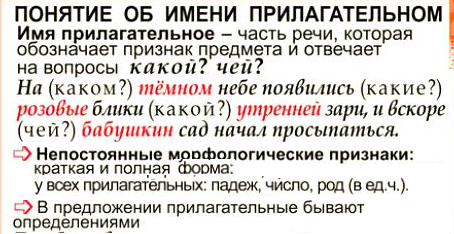 ПОНЯТИЕ ОБ ИМЕНИ ПРИЛАГАТЕЛЬНОМ
Имя прилагательное – часть речи, которая
обозначает признак предмета и отвечает
на вопросы какой? чей?
На (каком?) тёмном небе появились (какие?)
розовые блики (какой?) утренней зари, и вскоре
(чей?) бабушкин сад начал просыпаться.
⇨ Непостоянные морфологические признаки:
краткая и полная форма:
у всех прилагательных: падеж, число, род (в ед.ч.).
⇨ В предложении прилагательные бывают
определениями